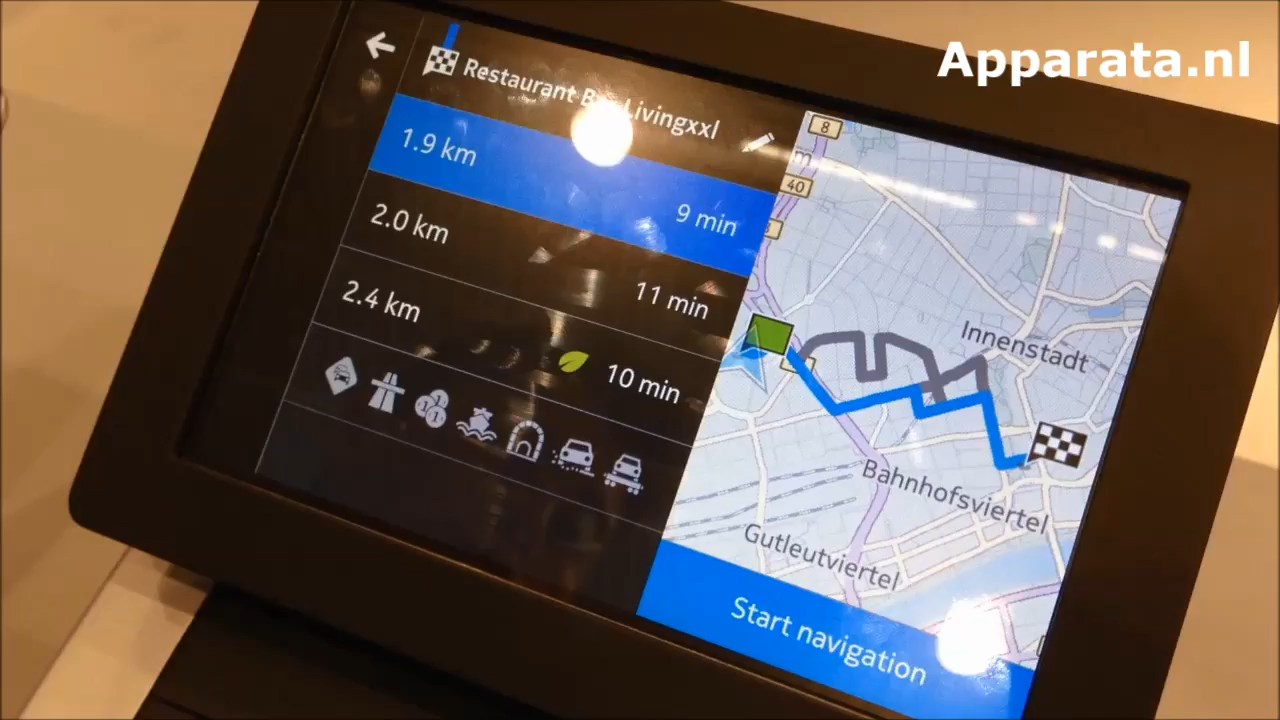 Apparata.nl
Restaurant Livingxxl
1.9 km
9 min
2.0 km
11 min
2.4 km
10 min
8
40
Innenstadt
Bahnhofsviertel
Gutleutviertel
Start navigation